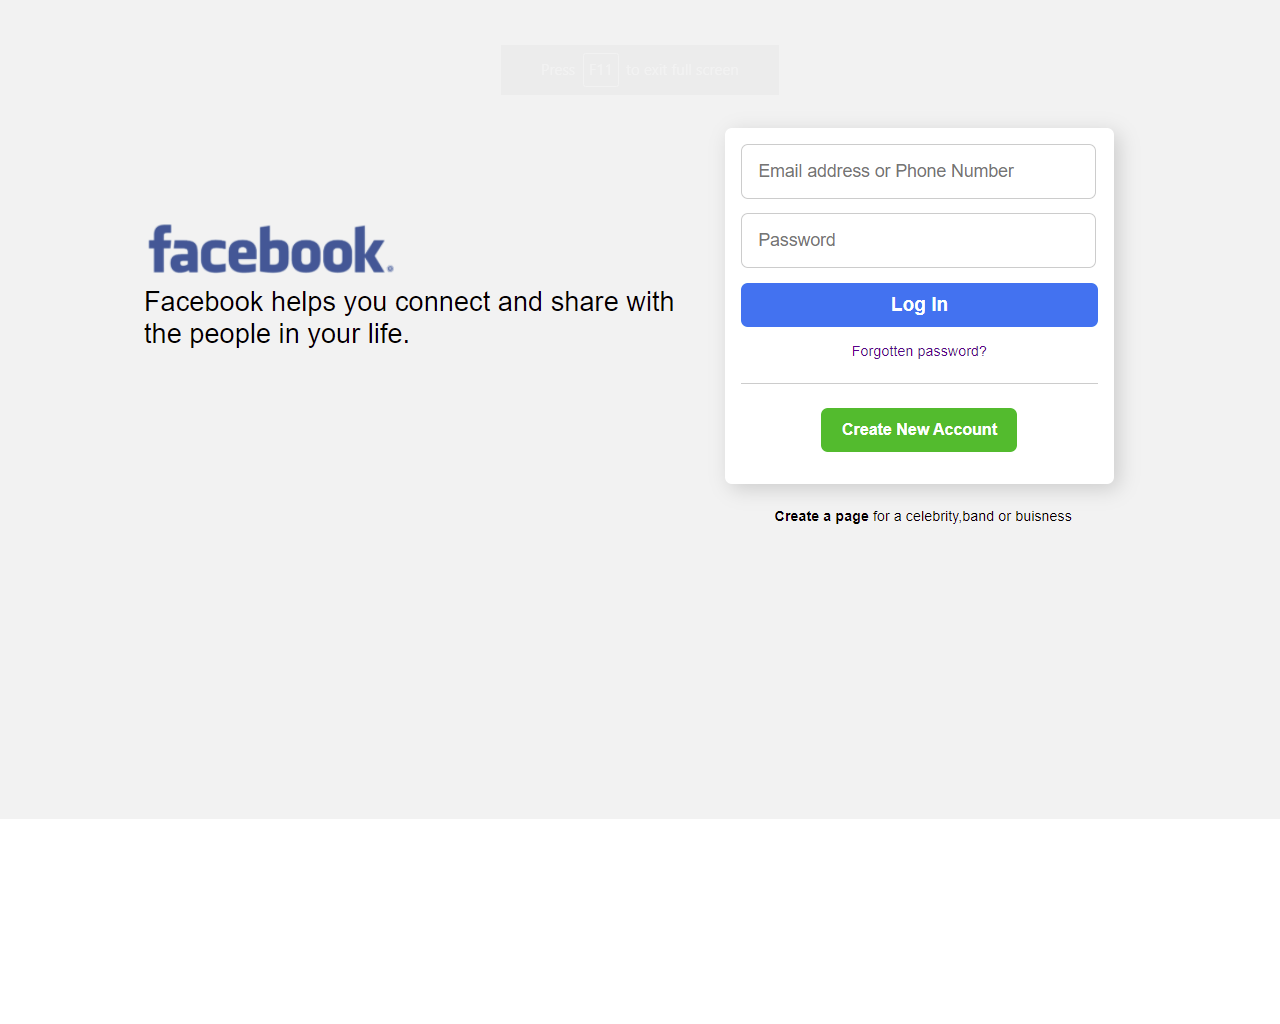 Press F11 to exit full screen
Email address or Phone Number
Password
facebook
Facebook helps you connect and share with
the people in your life.
Log In
Forgotten password?
Create New Account
Create a page for a celebrity,band or buisness